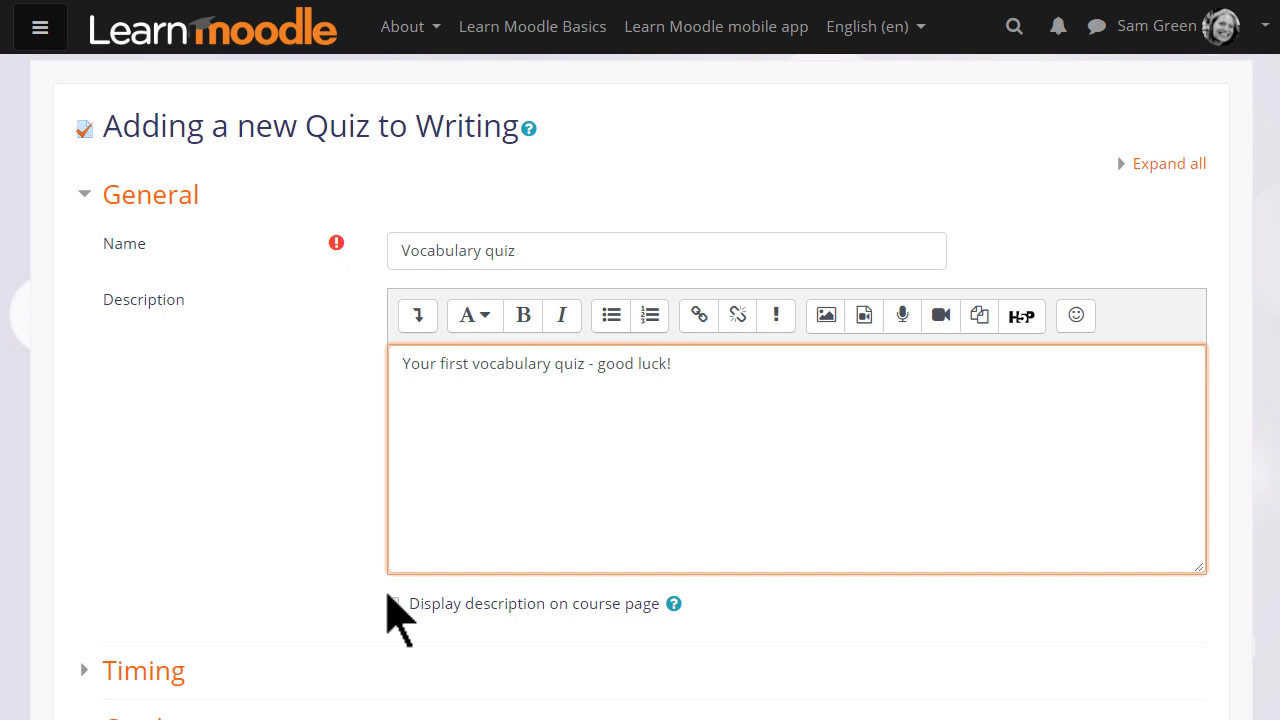 Learn moodle
About
Learn Moodle Basics
Learn Moodle mobile app
English (en)
Sam Green
Adding a new Quiz to Writing
Expand all
General
Name
Vocabulary quiz
Description
A
B
I
H5P
Your first vocabulary quiz - good luck!
Display description on course page
Timing